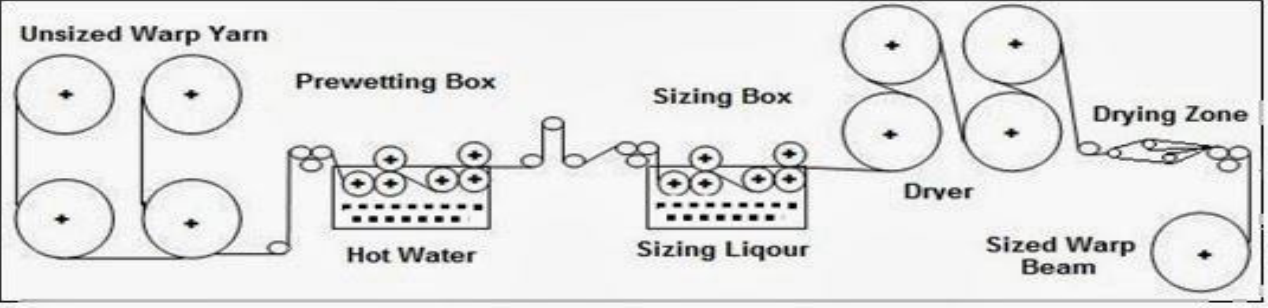 Unsized Warp Yarn
Prewetting Box
Hot Water
Sizing Box
Sizing Liqour
Dryer
Drying Zone
Sized Warp
Beam